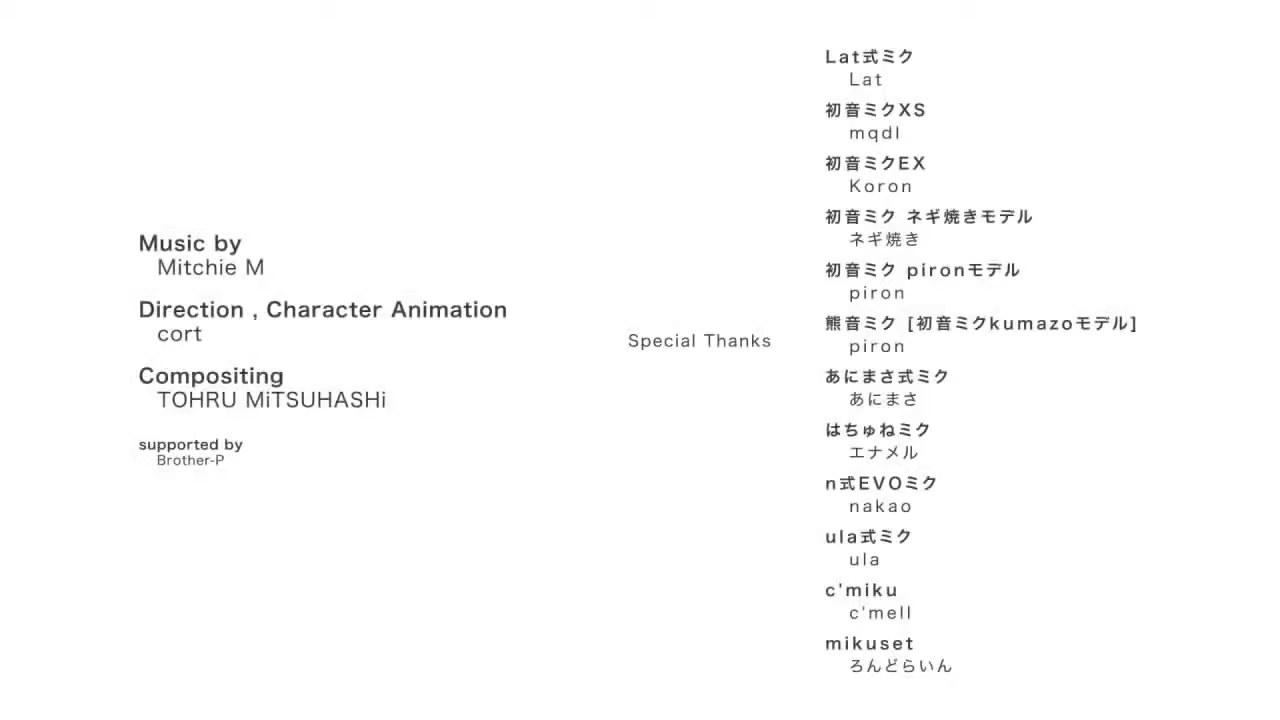 Music by
Mitchie M
Direction , Character Animation
cort
Compositing
TOHRU MiTSUHASHi
supported by
Brother-P
Special Thanks
Lat式ミク
Lat
初音ミクXS
mqdl
初音ミクEX
Koron
初音ミク ネギ焼きモデル
ネギ焼き
初音ミク pironモデル
piron
熊音ミク [初音ミクkumazoモデル]
piron
あにまさ式ミク
あにまさ
はちゅねミク
エナメル
n式EVOミク
nakao
ula式ミク
ula
c'miku
c'mell
mikuset
ろんどらいん